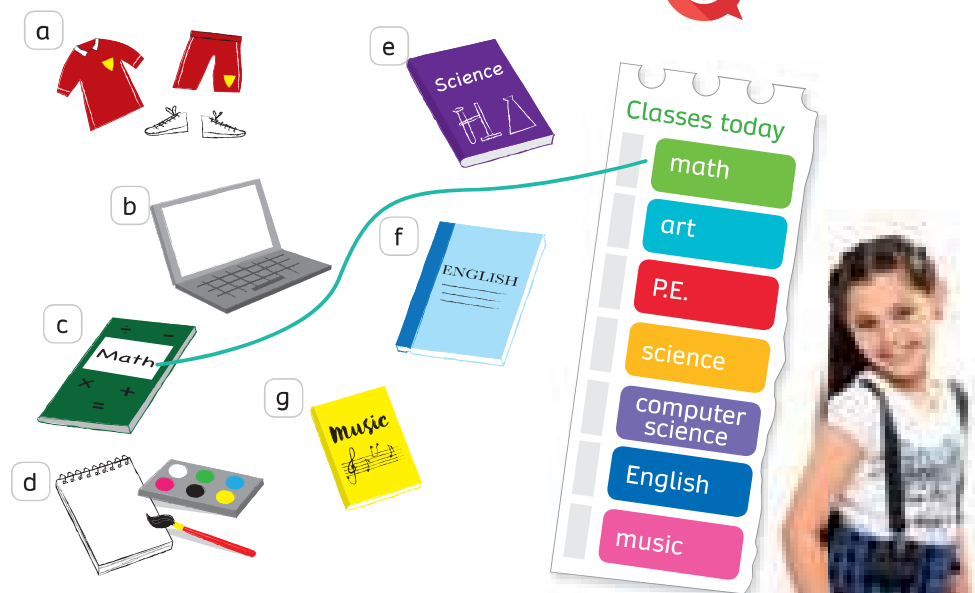 a
e
Science
b
f
ENGLISH
c
÷ −
Math
× +
=
g
music
d
Classes today
math
art
P.E.
science
computer
science
English
music